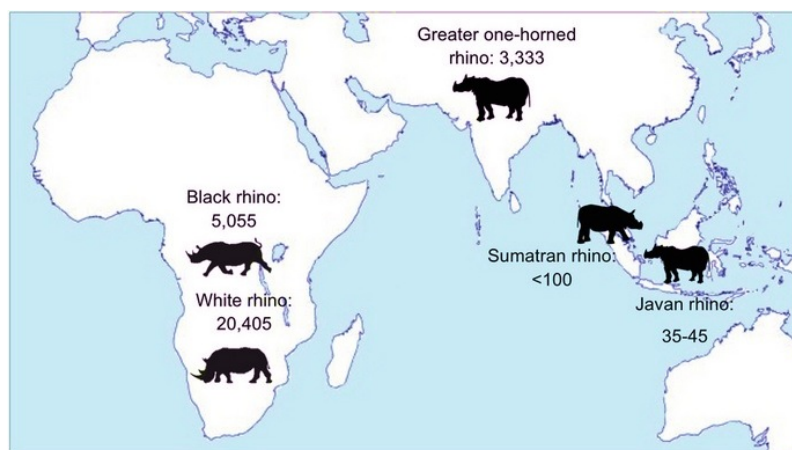 Greater one-horned
rhino: 3,333
Black rhino:
5,055
White rhino:
20,405
Sumatran rhino:
<100
Javan rhino:
35-45